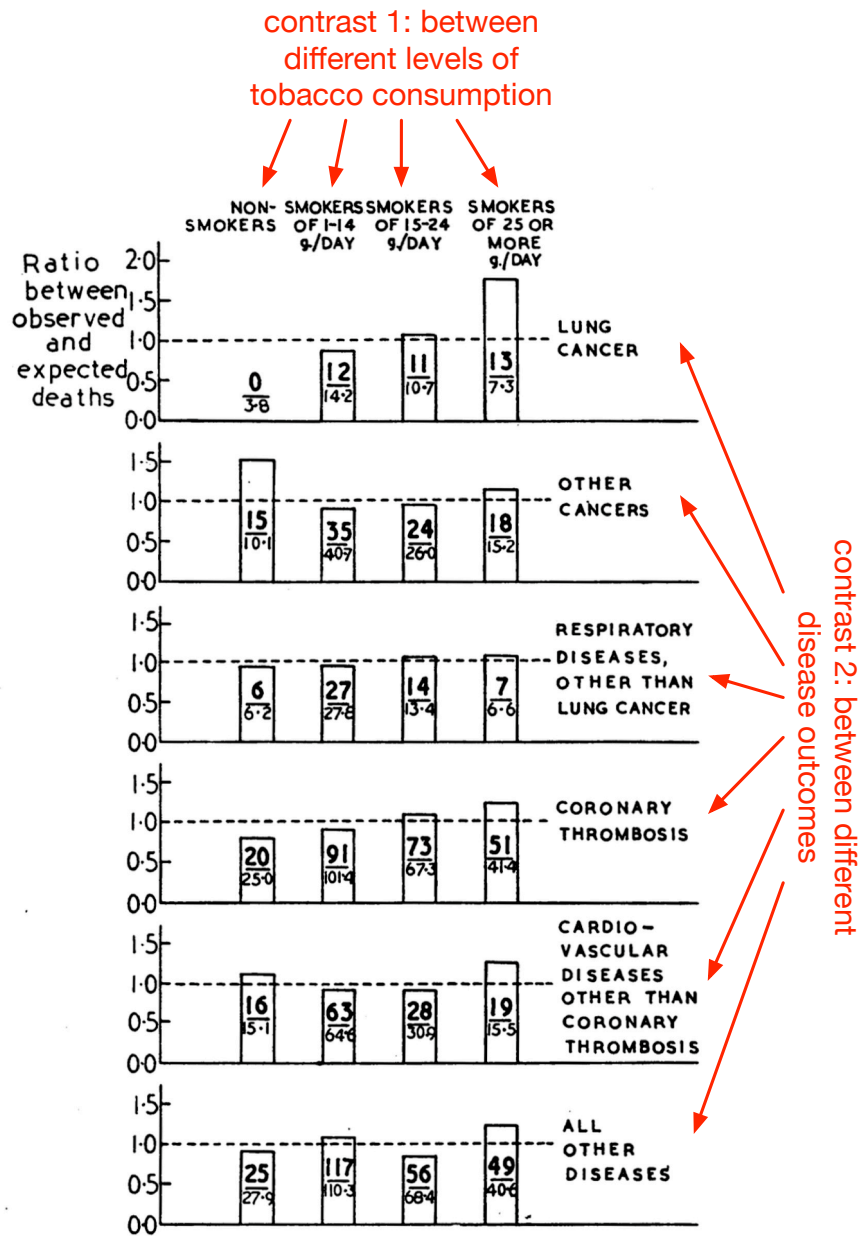 contrast 1: between
different levels of
tobacco consumption
NON-
SMOKERS
SMOKERS
OF 1-14
g./DAY
SMOKERS
OF 15-24
g./DAY
SMOKERS
OF 25 OR
MORE
g./DAY
Ratio
between
observed
and
expected
deaths
2·0
1·5
1·0
0·5
0·0
0
3·8
12
14·2
11
10·7
13
7·3
LUNG
CANCER
1·5
1·0
0·5
0·0
15
10·1
35
40·7
24
26·0
18
15·2
OTHER
CANCERS
1·5
1·0
0·5
0·0
6
6·2
27
27·8
14
13·4
7
6·6
RESPIRATORY
DISEASES,
OTHER THAN
LUNG CANCER
1·5
1·0
0·5
0·0
20
25·0
91
101·4
73
67·3
51
41·4
CORONARY
THROMBOSIS
1·5
1·0
0·5
0·0
16
15·1
63
64·6
28
30·9
19
15·5
CARDIO-
VASCULAR
DISEASES
OTHER THAN
CORONARY
THROMBOSIS
1·5
1·0
0·5
0·0
25
27·9
117
110·3
56
68·4
49
40·6
ALL
OTHER
DISEASES
contrast 2: between different
disease outcomes